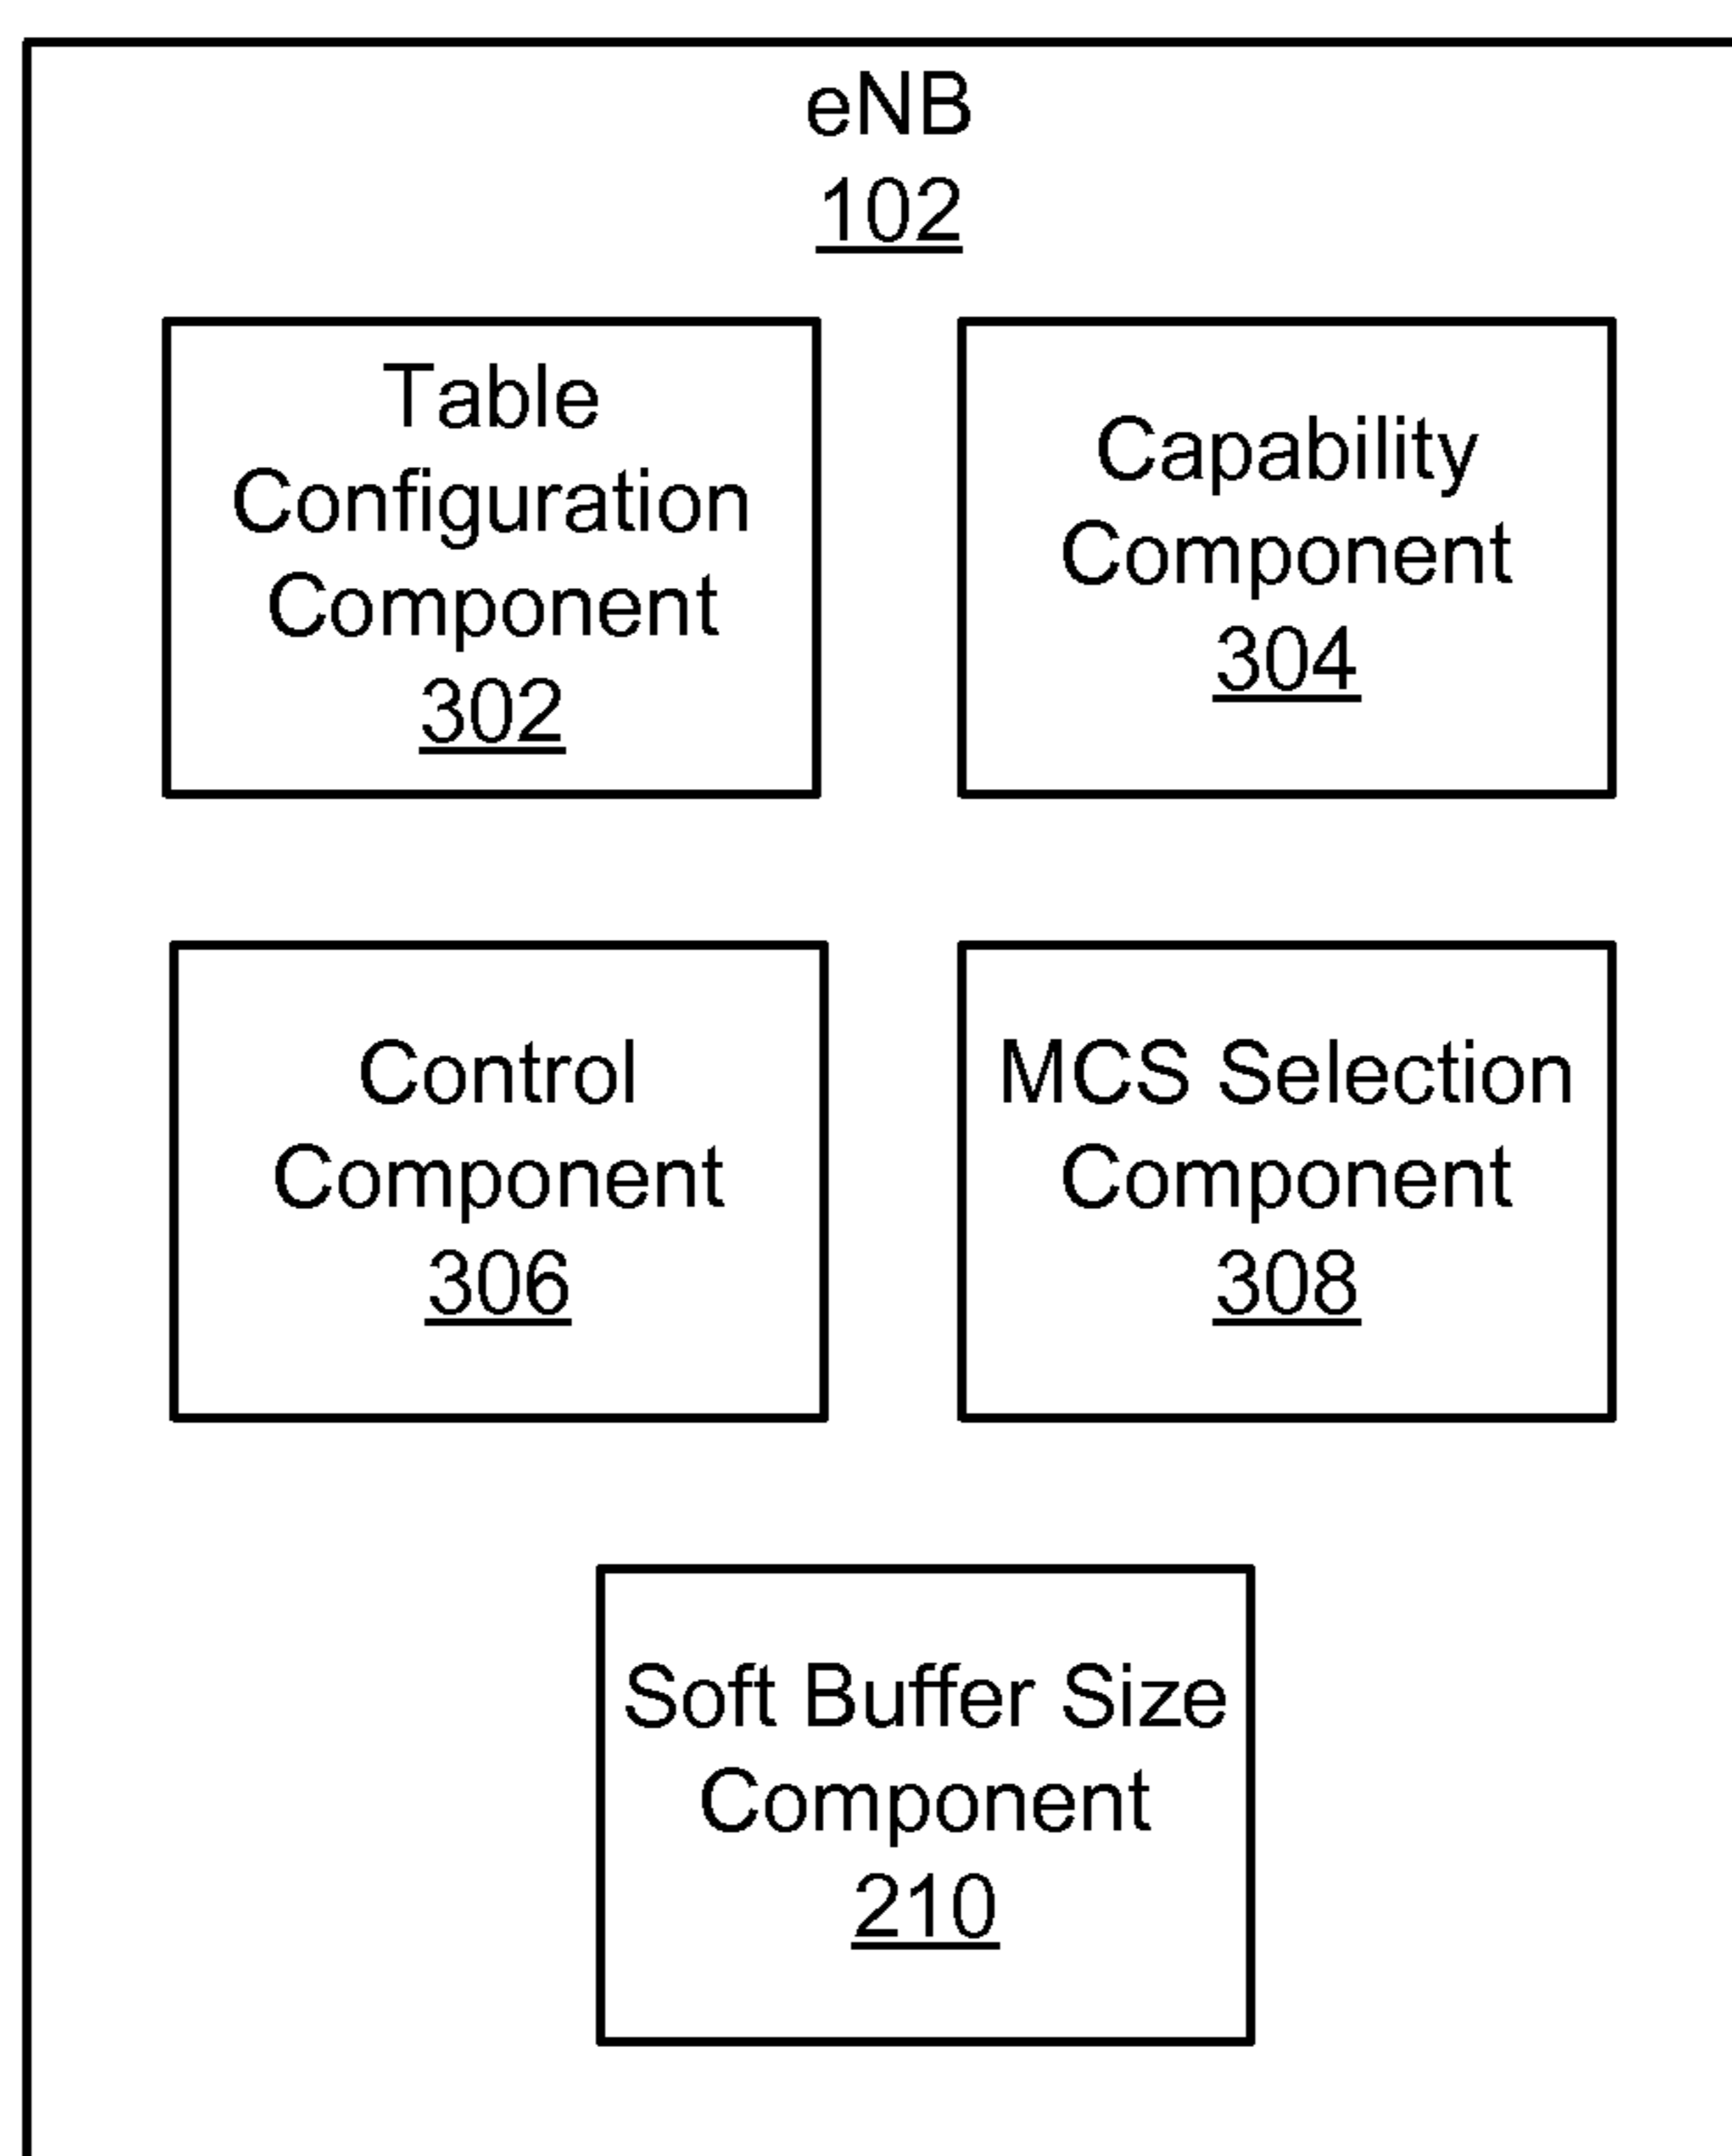 eNB
102
Table
Configuration
Component
302
Capability
Component
304
Control
Component
306
MCS Selection
Component
308
Soft Buffer Size
Component
210